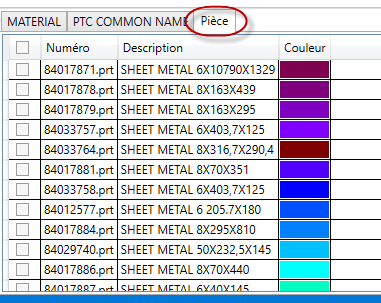 MATERIAL PTC COMMON NAME Pièce
Numéro Description Couleur
84017871.prt SHEET METAL 6X10790X1329
84017878.prt SHEET METAL 8X163X439
84017879.prt SHEET METAL 8X163X295
84033757.prt SHEET METAL 6X403,7X125
84033764.prt SHEET METAL 8X316,7X290,4
84017881.prt SHEET METAL 8X70X351
84033758.prt SHEET METAL 6X403,7X125
84012577.prt SHEET METAL 6 205.7X180
84017884.prt SHEET METAL 8X295X810
84029740.prt SHEET METAL 50X232,5X145
84017886.prt SHEET METAL 8X70X440
84017887.prt SHEET METAL 6X40X145